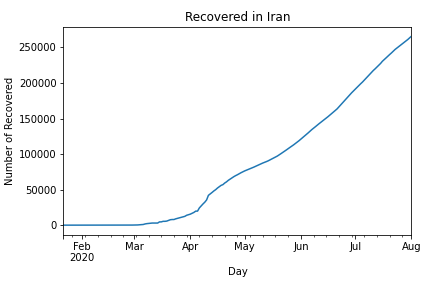 Recovered in Iran
Number of Recovered
250000
200000
150000
100000
50000
0
Feb Mar Apr May Jun Jul Aug
2020
Day